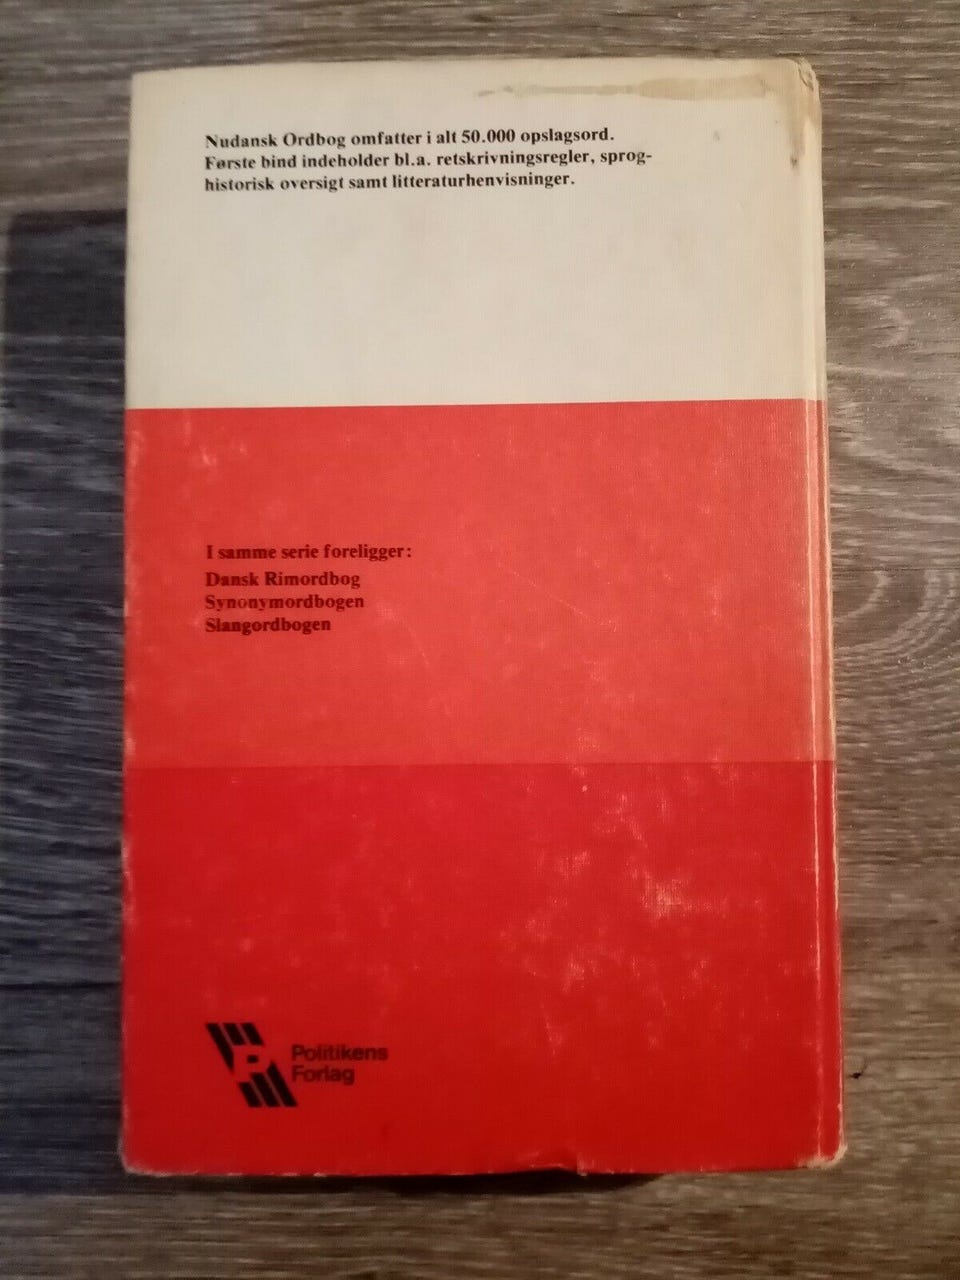 Nudansk Ordbog omfatter i alt 50.000 opslagsord.
Første bind indeholder bl.a. retskrivningsregler, sprog-
historisk oversigt samt litteraturhenvisninger.
I samme serie foreligger:
Dansk Rimordbog
Synonymordbogen
Slangordbogen
P
Politikens
Forlag